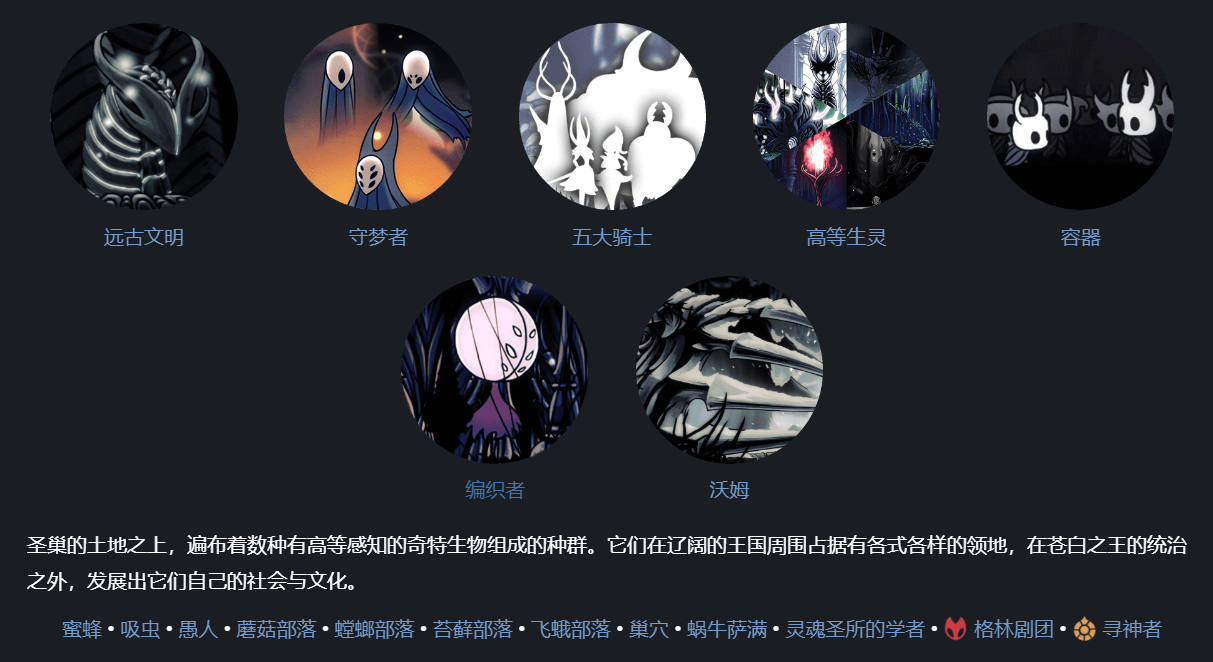 远古文明 守梦者 五大骑士 高等生灵 容器
编织者 沃姆
圣巢的土地之上，遍布着数种有高等感知的奇特生物组成的种群。它们在辽阔的王国周围占据有各式各样的领地，在苍白之王的统治
之外，发展出它们自己的社会与文化。
蜜蜂 • 吸虫 • 愚人 • 蘑菇部落 • 螳螂部落 • 苔藓部落 • 飞蛾部落 • 巢穴 • 蜗牛萨满 • 灵魂圣所的学者 • 格林剧团 • 寻神者